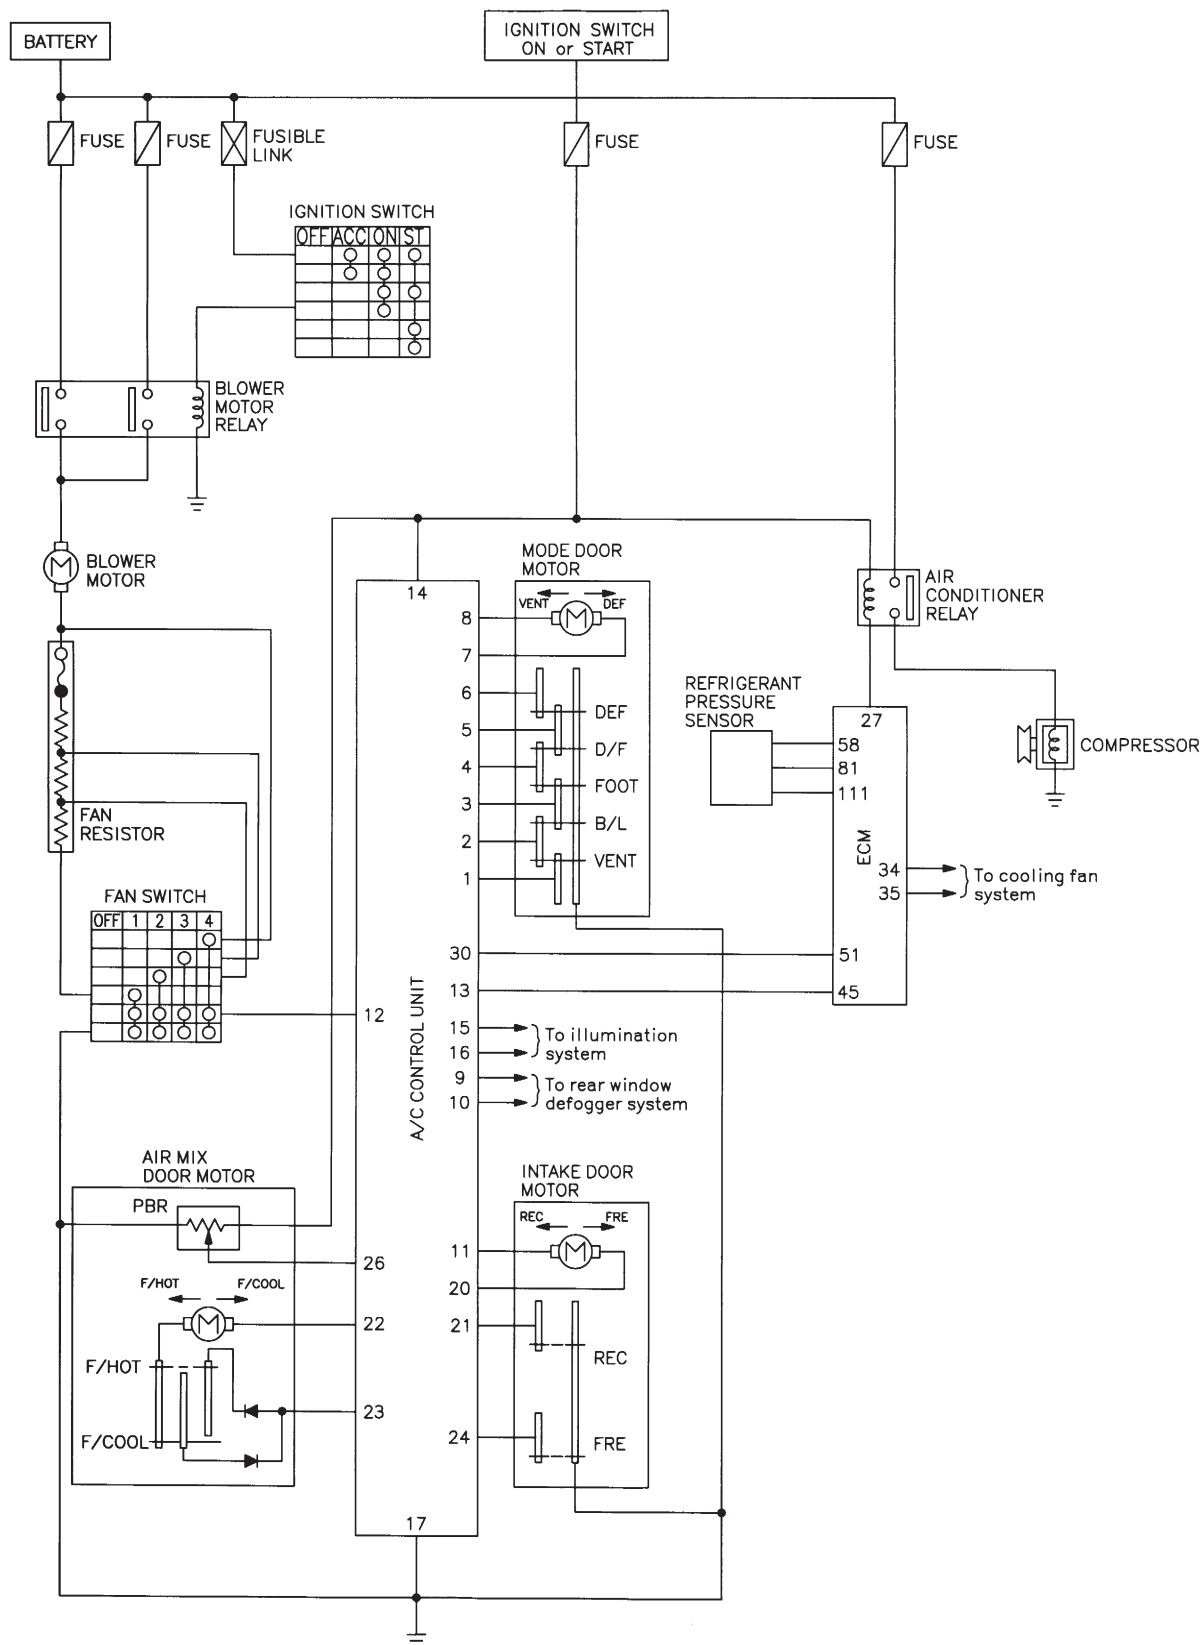 BATTERY
IGNITION SWITCH
ON or START
FUSE
FUSE
FUSIBLE
LINK
FUSE
FUSE
IGNITION SWITCH
OFF ACC ON ST
BLOWER
MOTOR
RELAY
BLOWER
MOTOR
MODE DOOR
MOTOR
VENT DEF
M
M
14
8
7
6
5
4
3
2
1
DEF
D/F
FOOT
B/L
VENT
AIR
CONDITIONER
RELAY
REFRIGERANT
PRESSURE
SENSOR
27
58
81
111
ECM
34
35
To cooling fan
system
COMPRESSOR
FAN
RESISTOR
FAN SWITCH
OFF 1 2 3 4
30
51
13
45
12
A/C CONTROL UNIT
15
16
To illumination
system
9
10
To rear window
defogger system
AIR MIX
DOOR MOTOR
PBR
26
F/HOT F/COOL
M
22
F/HOT
23
F/COOL
INTAKE DOOR
MOTOR
REC FRE
M
11
20
21
REC
24
FRE
17